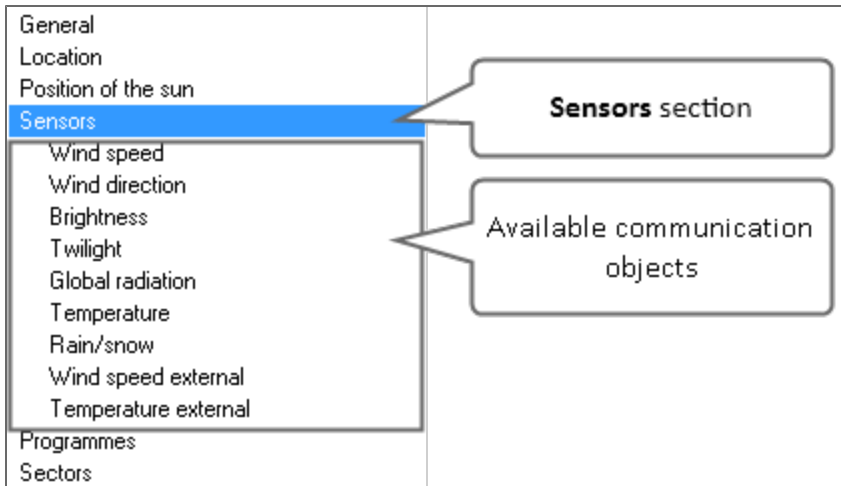 General
Location
Position of the sun
Sensors
Wind speed
Wind direction
Brightness
Twilight
Global radiation
Temperature
Rain/snow
Wind speed external
Temperature external
Programmes
Sectors
Sensors section
Available communication
objects